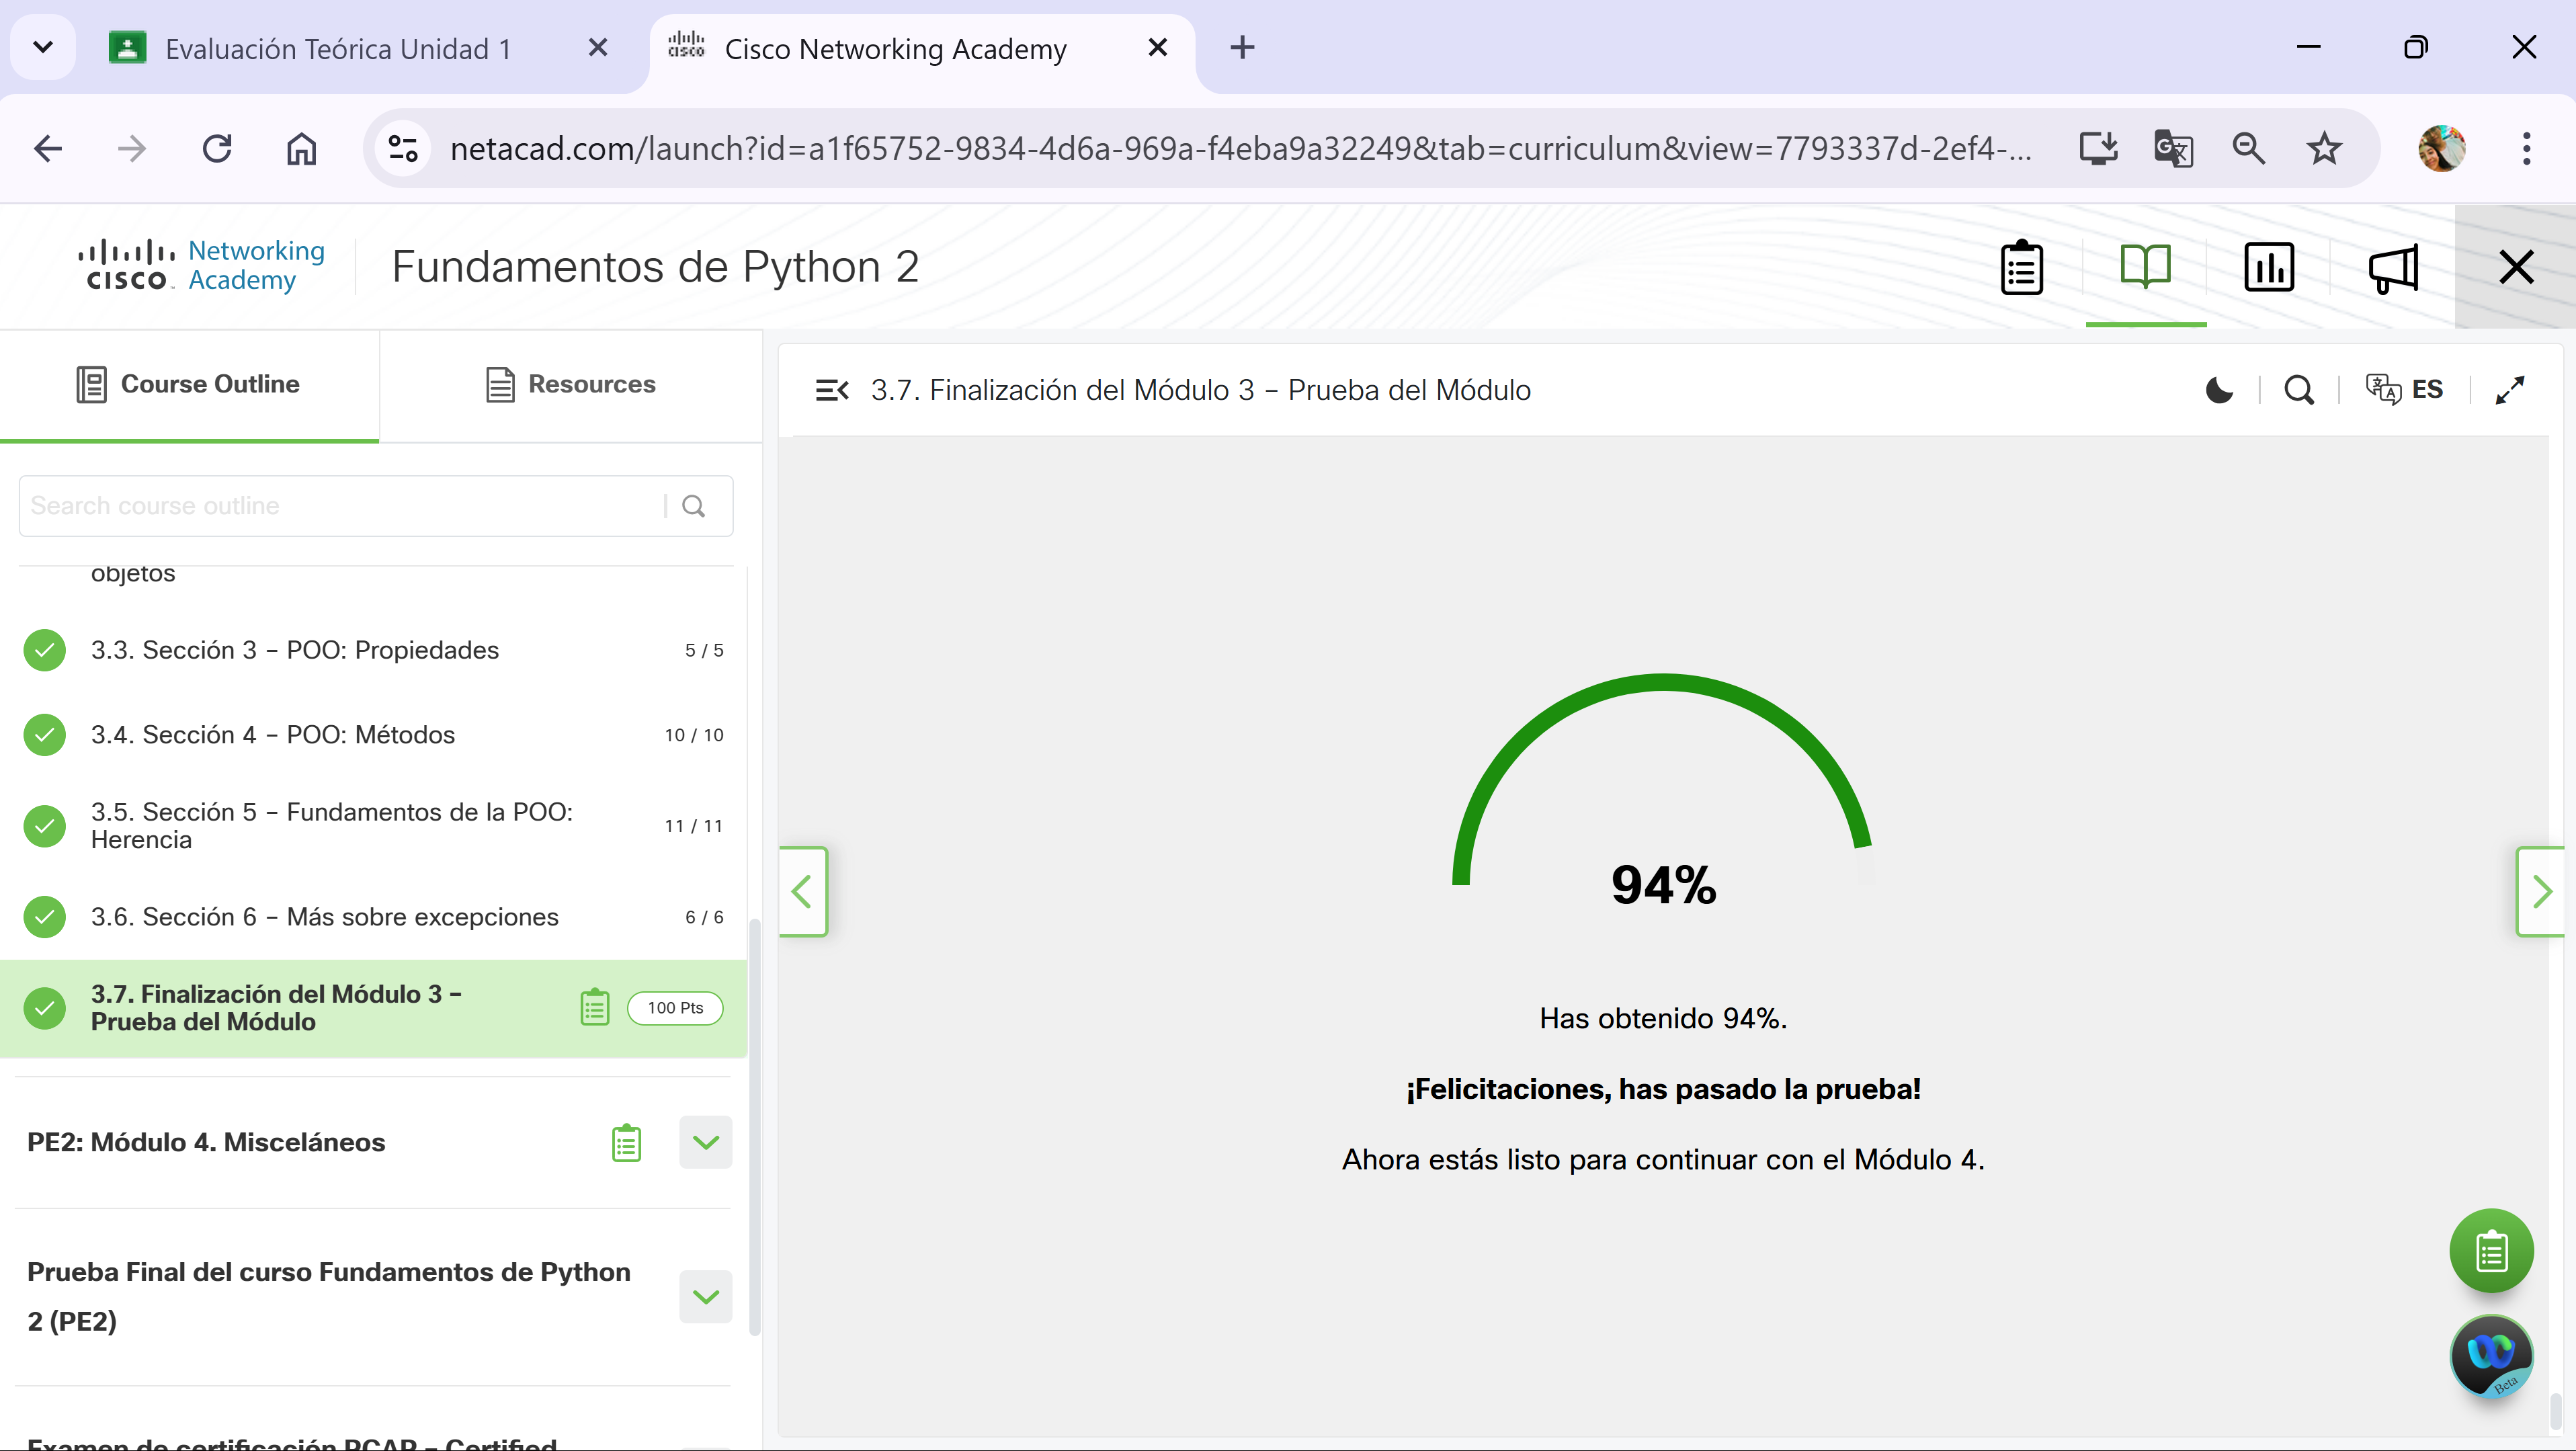 Evaluación Teórica Unidad 1
Cisco Networking Academy
netacad.com/launch?id=a1f65752-9834-4d6a-969a-f4eba9a32249&tab=curriculum&view=7793337d-2ef4-...
CISCO Networking
Academy
Fundamentos de Python 2
Course Outline
Resources
Search course outline
objetos
3.3. Sección 3 – POO: Propiedades
5 / 5
3.4. Sección 4 – POO: Métodos
10 / 10
3.5. Sección 5 – Fundamentos de la POO:
Herencia
11 / 11
3.6. Sección 6 – Más sobre excepciones
6 / 6
3.7. Finalización del Módulo 3 –
Prueba del Módulo
100 Pts
PE2: Módulo 4. Misceláneos
Prueba Final del curso Fundamentos de Python
2 (PE2)
Examen de certificación PCAP – Certified
3.7. Finalización del Módulo 3 – Prueba del Módulo
ES
94%
Has obtenido 94%.
¡Felicitaciones, has pasado la prueba!
Ahora estás listo para continuar con el Módulo 4.
Beta